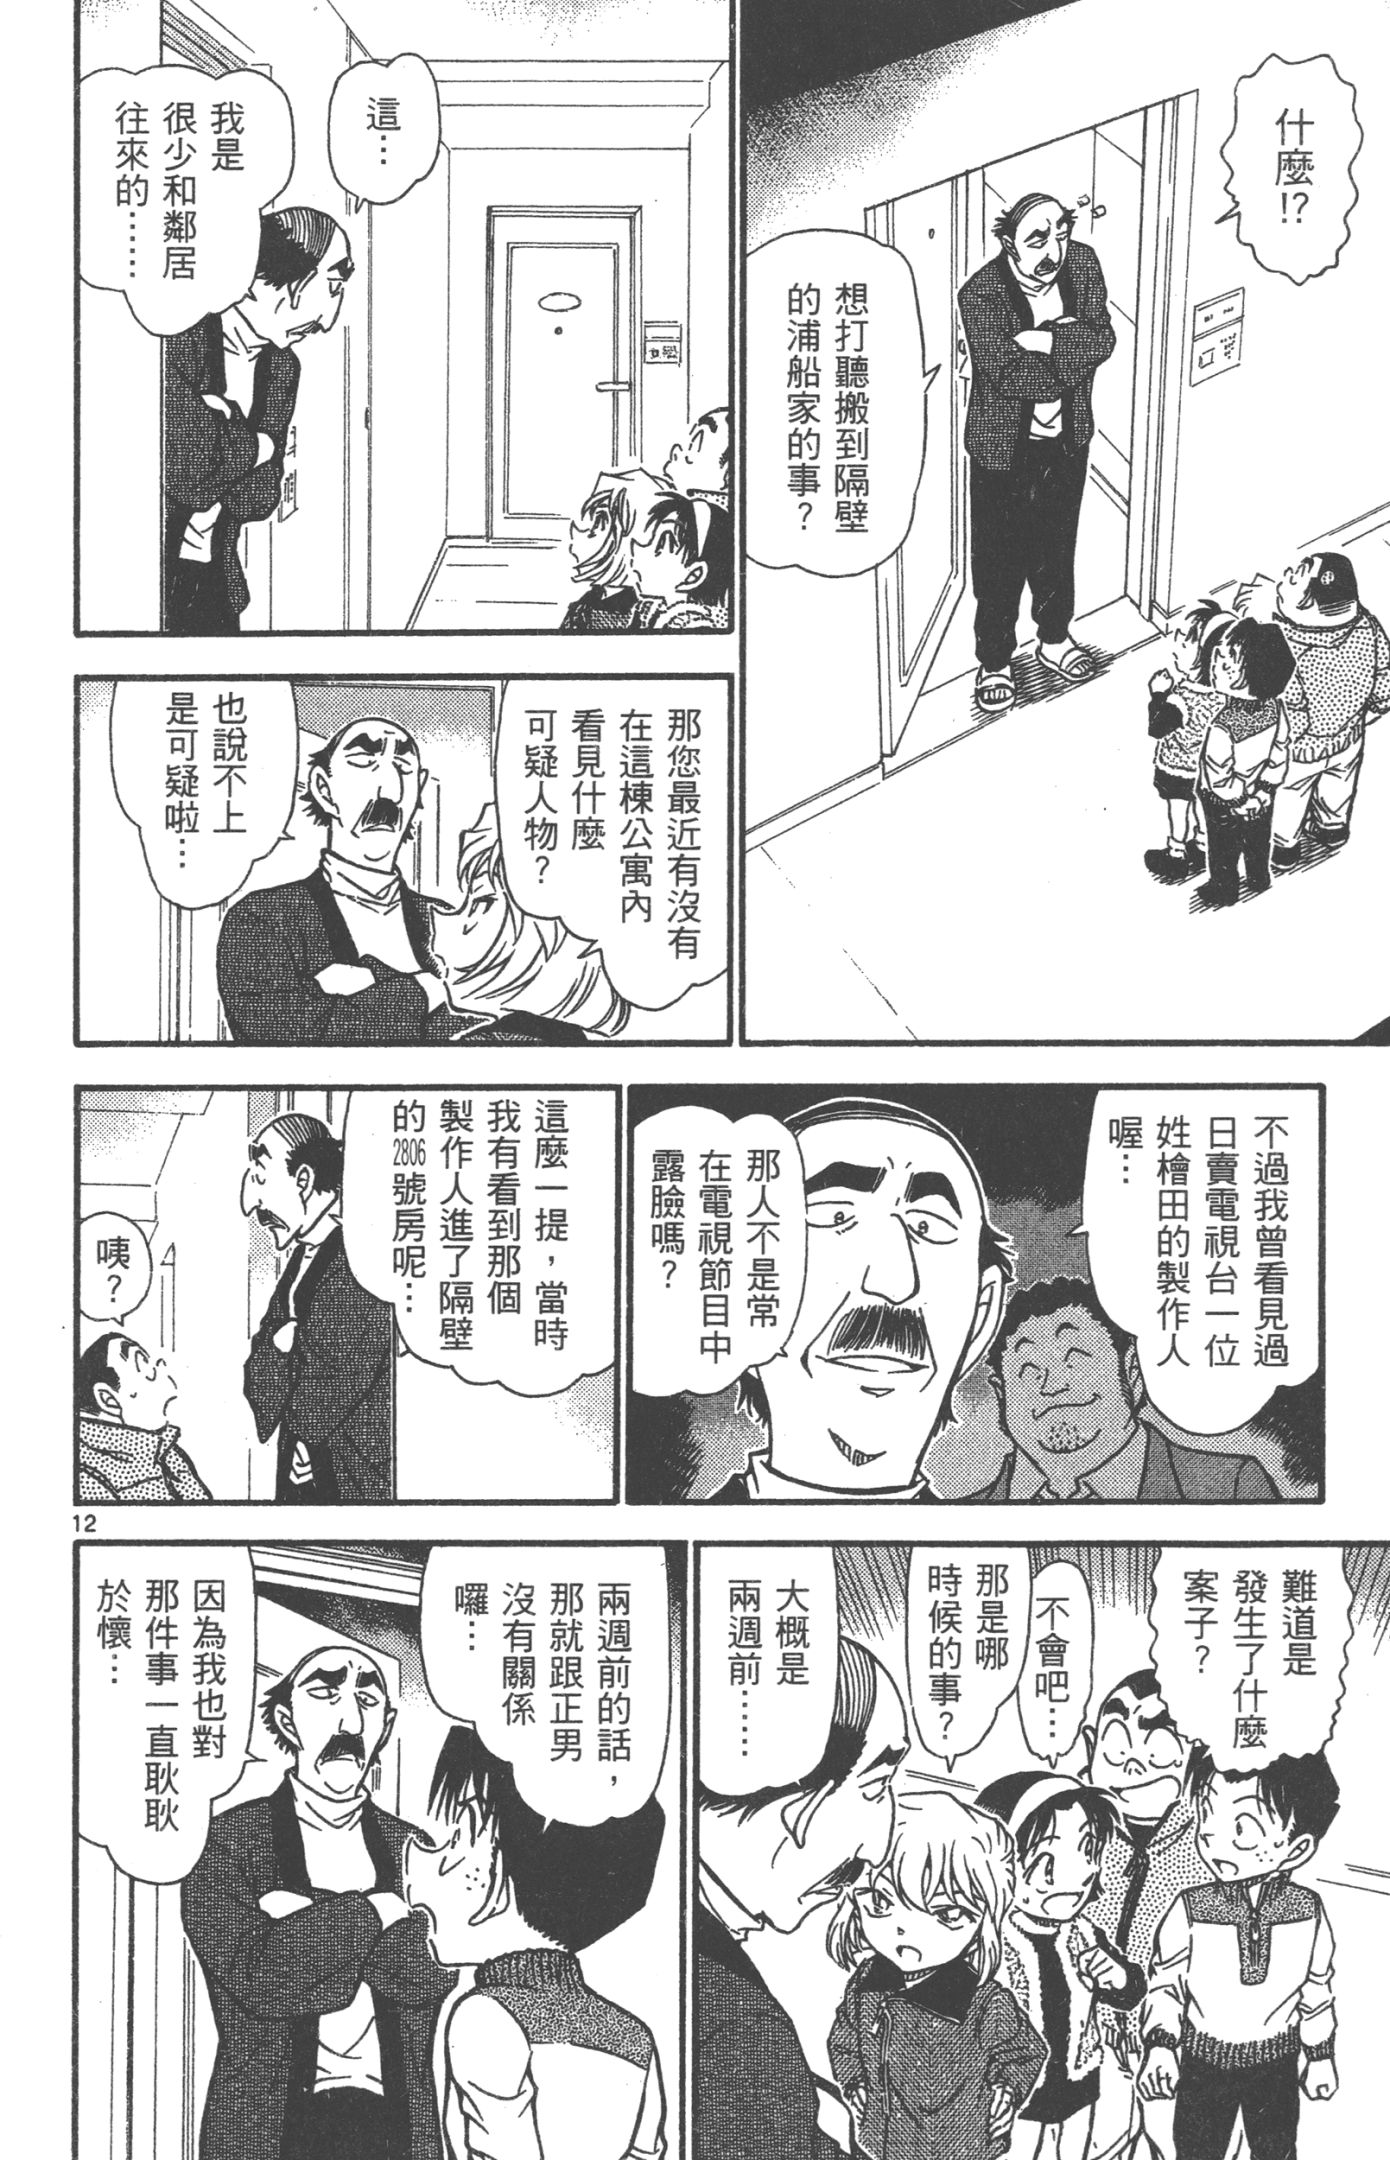 什麼!?
想打聽搬到隔壁
的浦船家的事？
這…
我是
很少和鄰居
往來的……
那您最近有沒有
在這棟公寓內
看見什麼
可疑人物？
也說不上
是可疑啦…
不過我曾看見過
日賣電視台一位
姓檜田的製作人
喔…
那人不是常
在電視節目中
露臉嗎？
這麼一提，當時
我有看到那個
製作人進了隔壁
的2806號房呢…
咦？
難道是
發生了什麼
案子？
不會吧…
那是哪
時候的事？
大概是
兩週前……
兩週前的話，
那就跟正男
沒有關係
囉…
因為我也對
那件事一直耿耿
於懷…
12